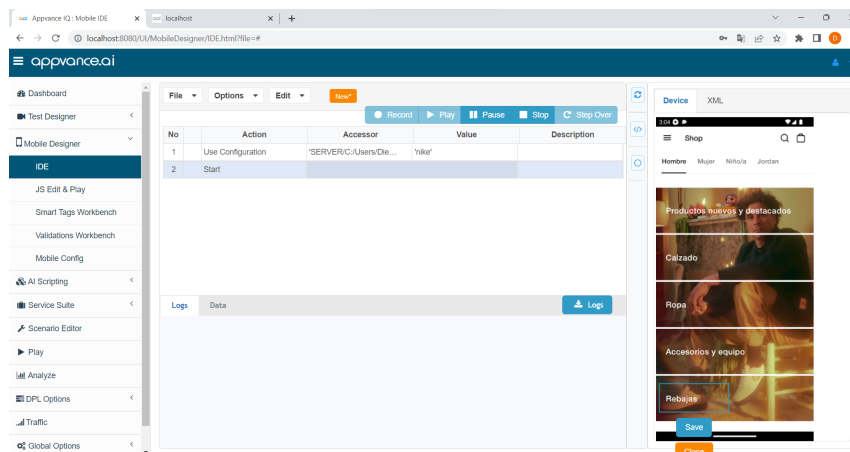 Appvance IQ : Mobile IDE
localhost
localhost:8080/UI/MobileDesigner/IDE.html?file=#
D
appvance.ai
Dashboard
Test Designer
Mobile Designer
IDE
JS Edit & Play
Smart Tags Workbench
Validations Workbench
Mobile Config
AI Scripting
Service Suite
Scenario Editor
Play
Analyze
DPL Options
Traffic
Global Options
File Options Edit New*
Record Play Pause Stop Step Over
No Action Accessor Value Description
1 Use Configuration 'SERVER/C:/Users/Die... 'nike'
2 Start
Logs Data Logs
Device XML
3:04
Shop
Hombre Mujer Niño/a Jordan
Productos nuevos y destacados
Calzado
Ropa
Accesorios y equipo
Rebajas
Save
Close